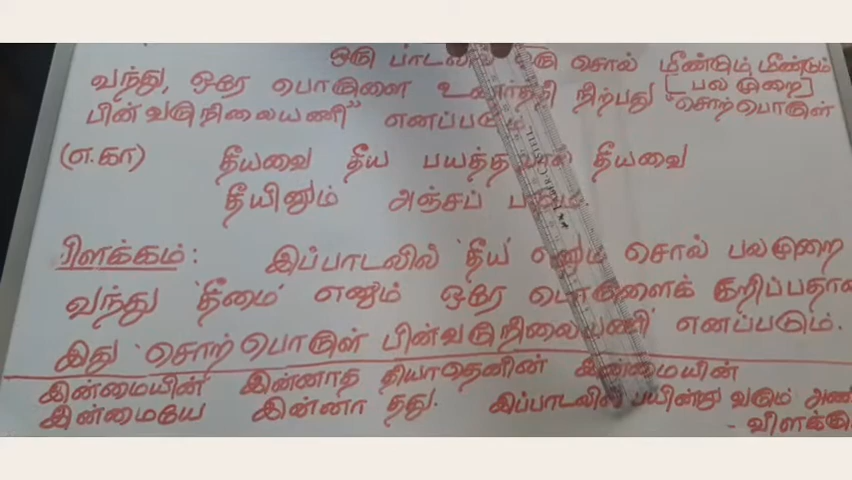 ஒரு பாடலில் ஒரு சொல் மீண்டும் மீண்டும்
வந்து, ஒரே பொருளை உணர்த்தி நிற்பது [பல முறை]
"சொற்பொருள்
பின்வருநிலையணி" எனப்படும்.
(எ.கா) தீயவை தீய பயத்தலால் தீயவை
தீயினும் அஞ்சப் படும்.
விளக்கம்: இப்பாடலில் 'தீய' எனும் சொல் பலமுறை
வந்து 'தீமை' எனும் ஒரே பொருளைக்
இது 'சொற்பொருள் பின்வருநிலையணி' எனப்படும்.
இன்மையின் இன்னாத தியாதெனின் இன்மையின்
இன்மையே இன்னா தது. இப்பாடலில் பயின்று வரும்
- விளக்கு